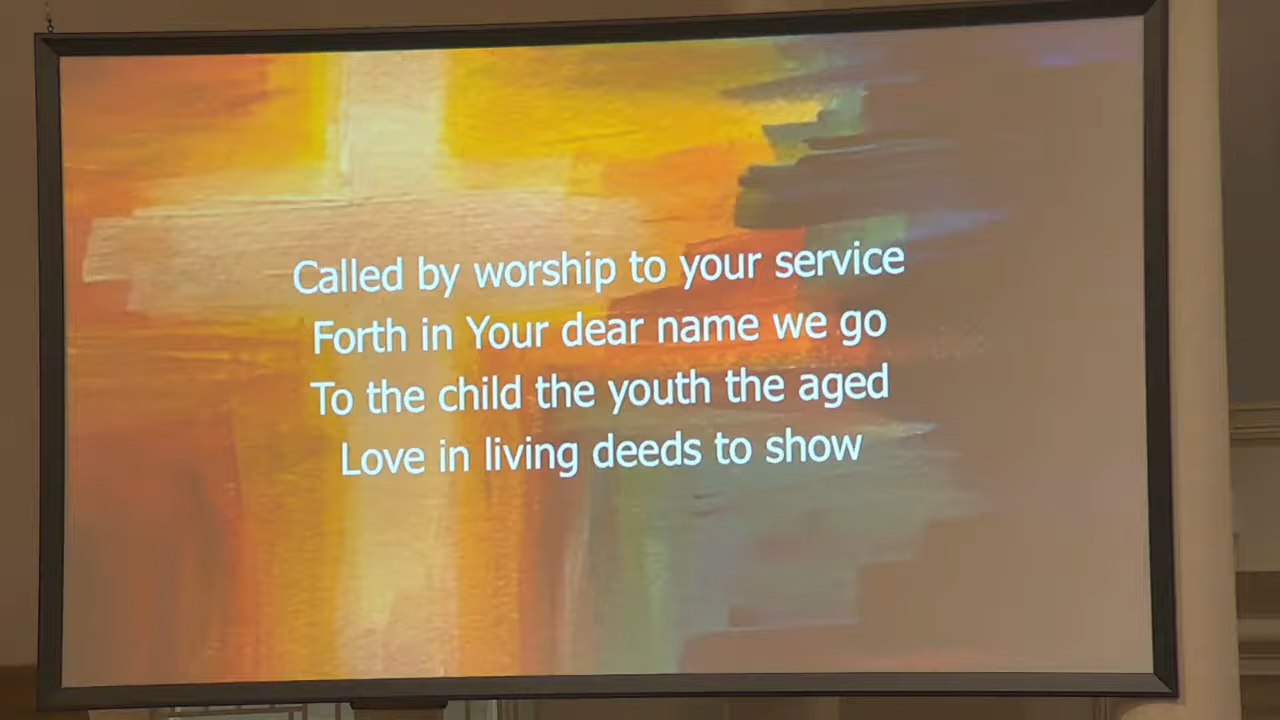 Called by worship to your service
Forth in Your dear name we go
To the child the youth the aged
Love in living deeds to show